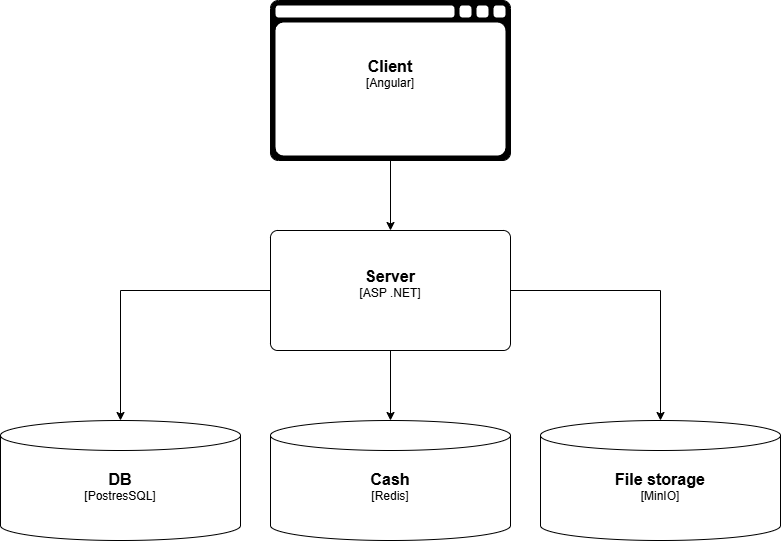 Client
[Angular]
Server
[ASP .NET]
DB
[PostresSQL]
Cash
[Redis]
File storage
[MinIO]